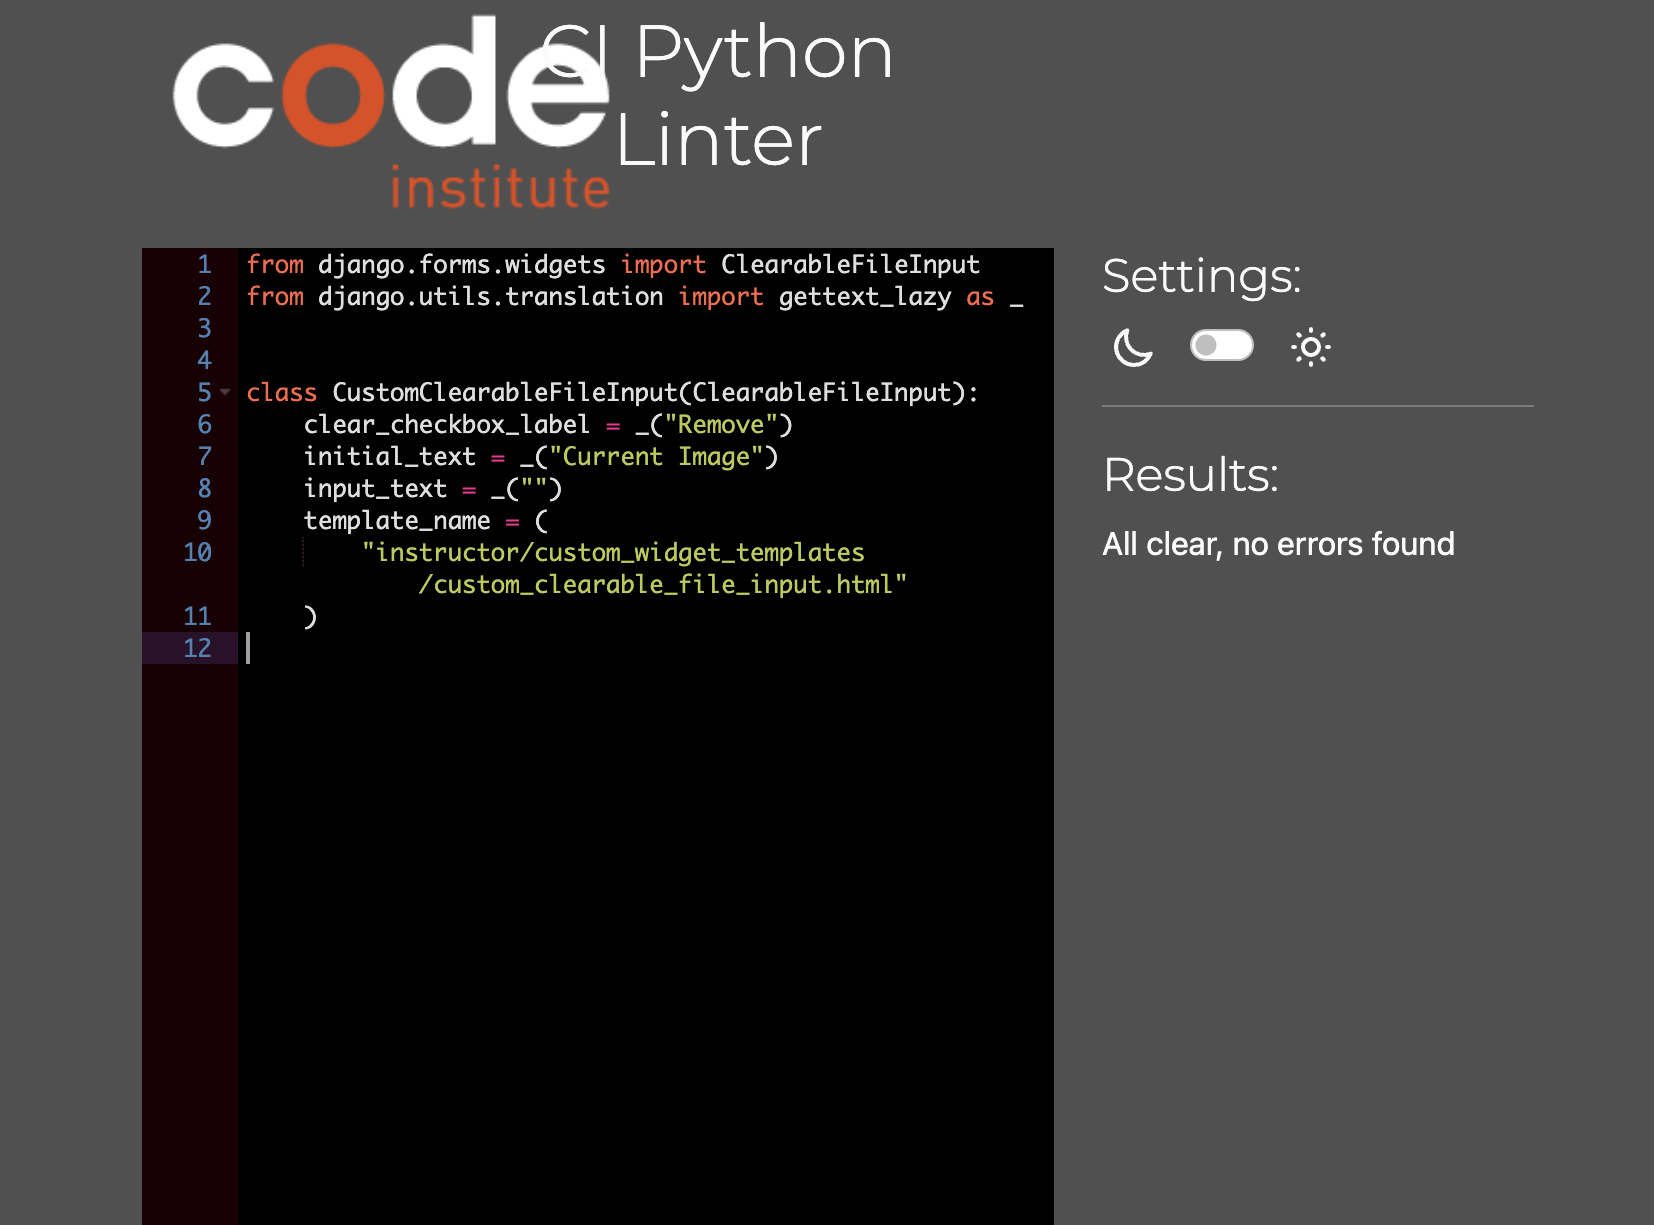 code
institute
CI Python
Linter
1 from django.forms.widgets import ClearableFileInput
2 from django.utils.translation import gettext_lazy as _
3
4
5 class CustomClearableFileInput(ClearableFileInput):
6     clear_checkbox_label = _("Remove")
7     initial_text = _("Current Image")
8     input_text = _("")
9     template_name = (
10         "instructor/custom_widget_templates
            /custom_clearable_file_input.html"
11     )
12
Settings:
Results:
All clear, no errors found